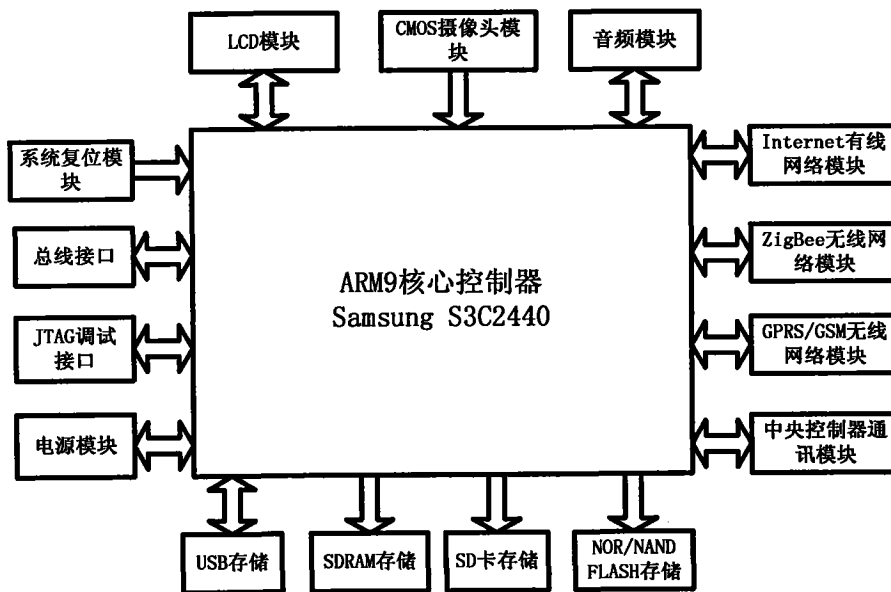 LCD模块
CMOS摄像头模
块
音频模块
系统复位模
块
总线接口
JTAG调试
接口
电源模块
ARM9核心控制器
Samsung S3C2440
Internet有线
网络模块
ZigBee无线网
络模块
GPRS/GSM无线
网络模块
中央控制器通
讯模块
USB存储
SDRAM存储
SD卡存储
NOR/NAND
FLASH存储